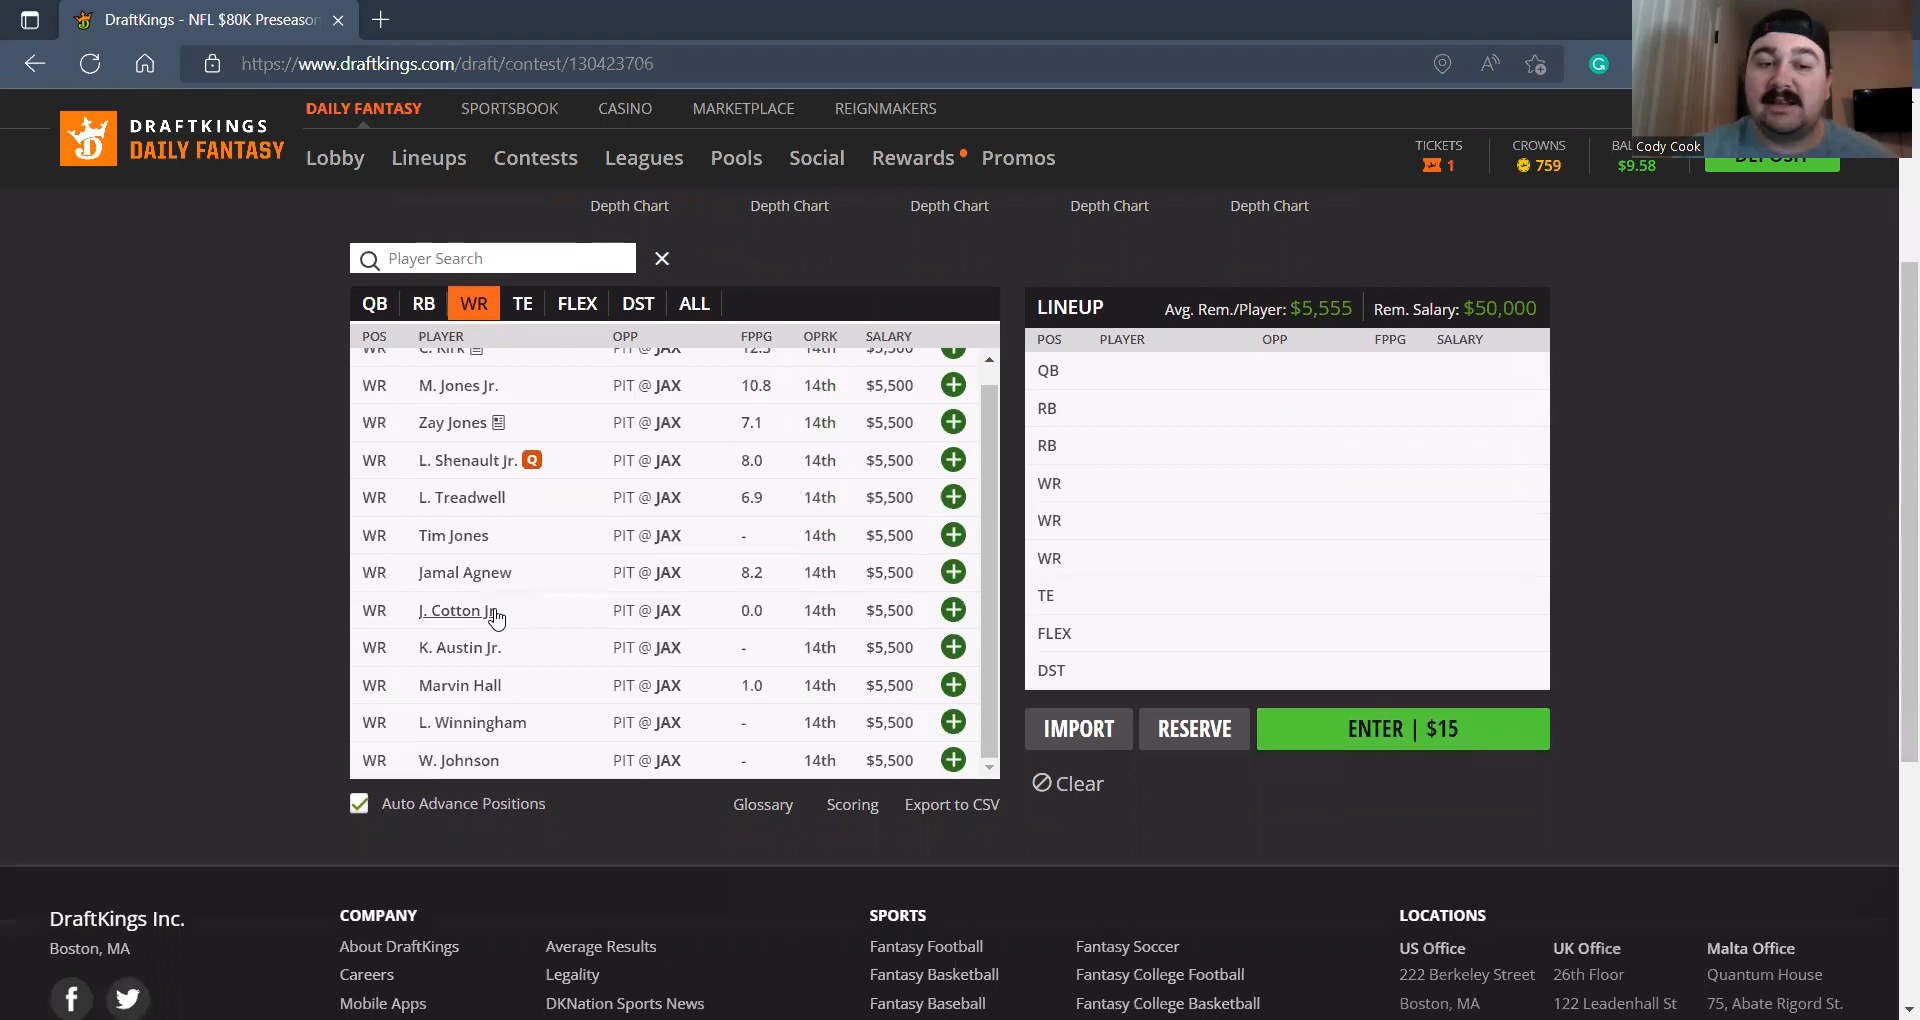 DraftKings - NFL $80K Preseason
https://www.draftkings.com/draft/contest/130423706
Cody Cook
DRAFTKINGS
DAILY FANTASY
DAILY FANTASY SPORTSBOOK CASINO MARKETPLACE REIGNMAKERS
Lobby Lineups Contests Leagues Pools Social Rewards Promos
TICKETS CROWNS
1 759 $9.58
Depth Chart Depth Chart Depth Chart Depth Chart Depth Chart
Player Search
QB RB WR TE FLEX DST ALL
POS PLAYER OPP FPPG OPRK SALARY
WR C. Kirk PIT @ JAX 12.3 14th $5,500
WR M. Jones Jr. PIT @ JAX 10.8 14th $5,500
WR Zay Jones PIT @ JAX 7.1 14th $5,500
WR L. Shenault Jr. Q PIT @ JAX 8.0 14th $5,500
WR L. Treadwell PIT @ JAX 6.9 14th $5,500
WR Tim Jones PIT @ JAX - 14th $5,500
WR Jamal Agnew PIT @ JAX 8.2 14th $5,500
WR J. Cotton Jr. PIT @ JAX 0.0 14th $5,500
WR K. Austin Jr. PIT @ JAX - 14th $5,500
WR Marvin Hall PIT @ JAX 1.0 14th $5,500
WR L. Winningham PIT @ JAX - 14th $5,500
WR W. Johnson PIT @ JAX - 14th $5,500
Auto Advance Positions Glossary Scoring Export to CSV
LINEUP Avg. Rem./Player: $5,555 Rem. Salary: $50,000
POS PLAYER OPP FPPG SALARY
QB
RB
RB
WR
WR
WR
TE
FLEX
DST
IMPORT RESERVE ENTER | $15
Clear
DraftKings Inc.
Boston, MA
COMPANY
About DraftKings Average Results
Careers Legality
Mobile Apps DKNation Sports News
SPORTS
Fantasy Football Fantasy Soccer
Fantasy Basketball Fantasy College Football
Fantasy Baseball Fantasy College Basketball
LOCATIONS
US Office UK Office Malta Office
222 Berkeley Street 26th Floor Quantum House
Boston, MA 122 Leadenhall St 75, Abate Rigord St.